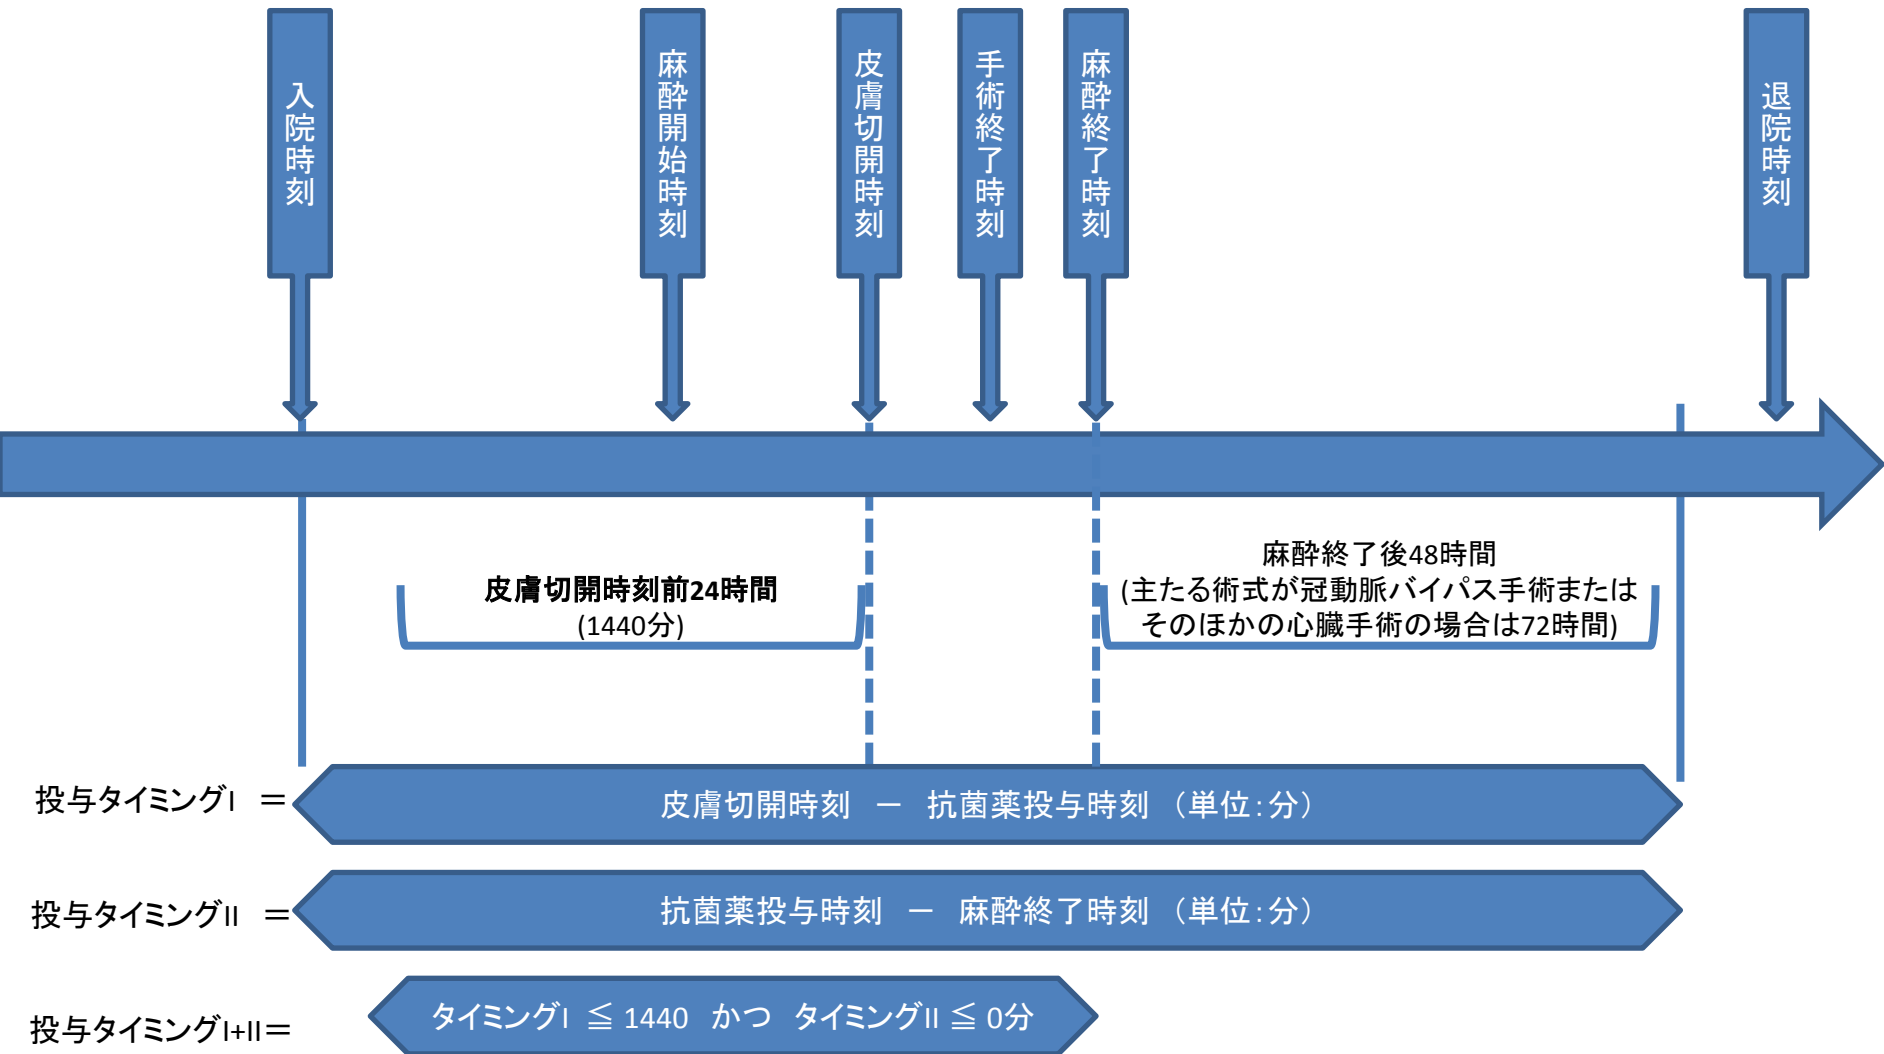 入院時刻
麻酔開始時刻
皮膚切開時刻
手術終了時刻
麻酔終了時刻
退院時刻
皮膚切開時刻前24時間
(1440分)
麻酔終了後48時間
(主たる術式が冠動脈バイパス手術または
そのほかの心臓手術の場合は72時間)
投与タイミングI ＝
皮膚切開時刻 － 抗菌薬投与時刻 （単位：分）
投与タイミングII ＝
抗菌薬投与時刻 － 麻酔終了時刻 （単位：分）
投与タイミングI+II＝
タイミングI ≦ 1440 かつ タイミングII ≦ 0分